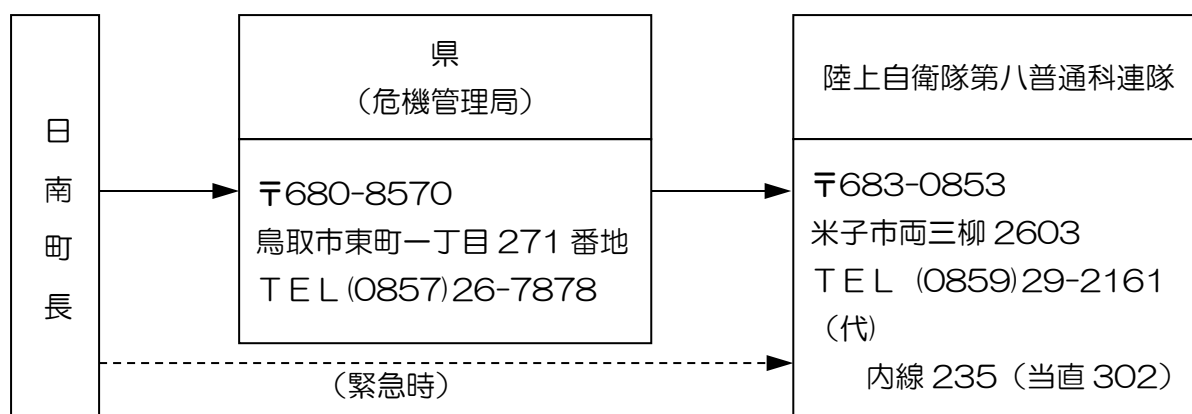 日南町長
県
（危機管理局）
〒680-8570
鳥取市東町一丁目 271 番地
ＴＥＬ(0857)26-7878
陸上自衛隊第八普通科連隊
〒683-0853
米子市両三柳 2603
ＴＥＬ (0859)29-2161
（代)
内線 235（当直 302）
（緊急時）